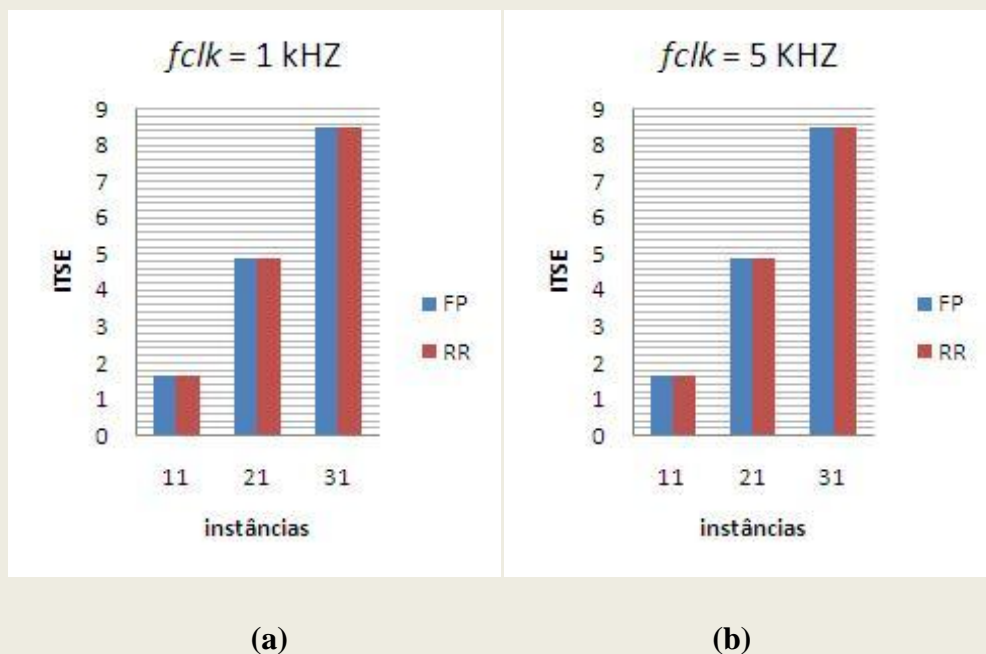 fclk = 1 kHZ
9
8
7
6
5
4
3
2
1
0
ITSE
11 21 31
instâncias
FP
RR
(a)
fclk = 5 KHZ
9
8
7
6
5
4
3
2
1
0
ITSE
11 21 31
instâncias
FP
RR
(b)